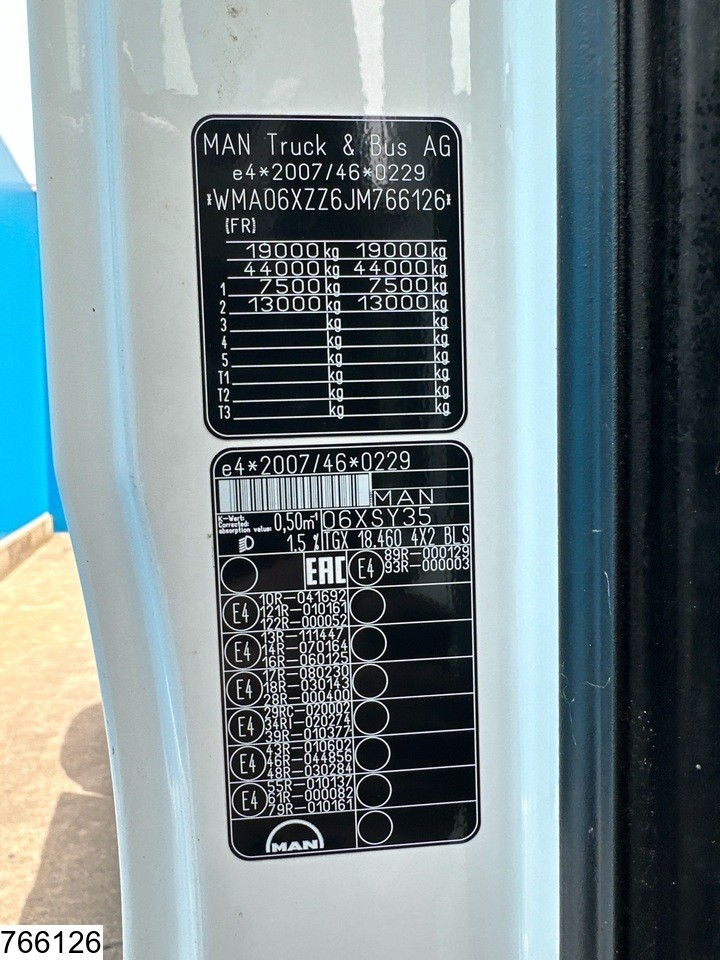 MAN Truck & Bus AG
e4*2007/46*0229
*WMA06XZZ6JM766126*
(FR)
19000 kg 19000 kg
44000 kg 44000 kg
1 7500 kg 7500 kg
2 13000 kg 13000 kg
3 kg kg
4 kg kg
5 kg kg
T1 kg kg
T2 kg kg
T3 kg kg
e4*2007/46*0229
MAN
K-Wert:
Corrected
absorption value: 0,50m-1 06XSY35
1.5 % TGX 18.460 4X2 BLS
EAC E4 89R-000129
93R-000003
E4 10R-041692
121R-010161
122R-000052
E4 13R-111447
14R-070164
16R-060125
E4 17R-080239
18R-030143
28R-000400
E4 29RC-020002
34RI-020274
39R-010377
E4 43R-010602
46R-044856
48R-030284
E4 55R-010137
61R-000082
79R-010161
MAN
766126